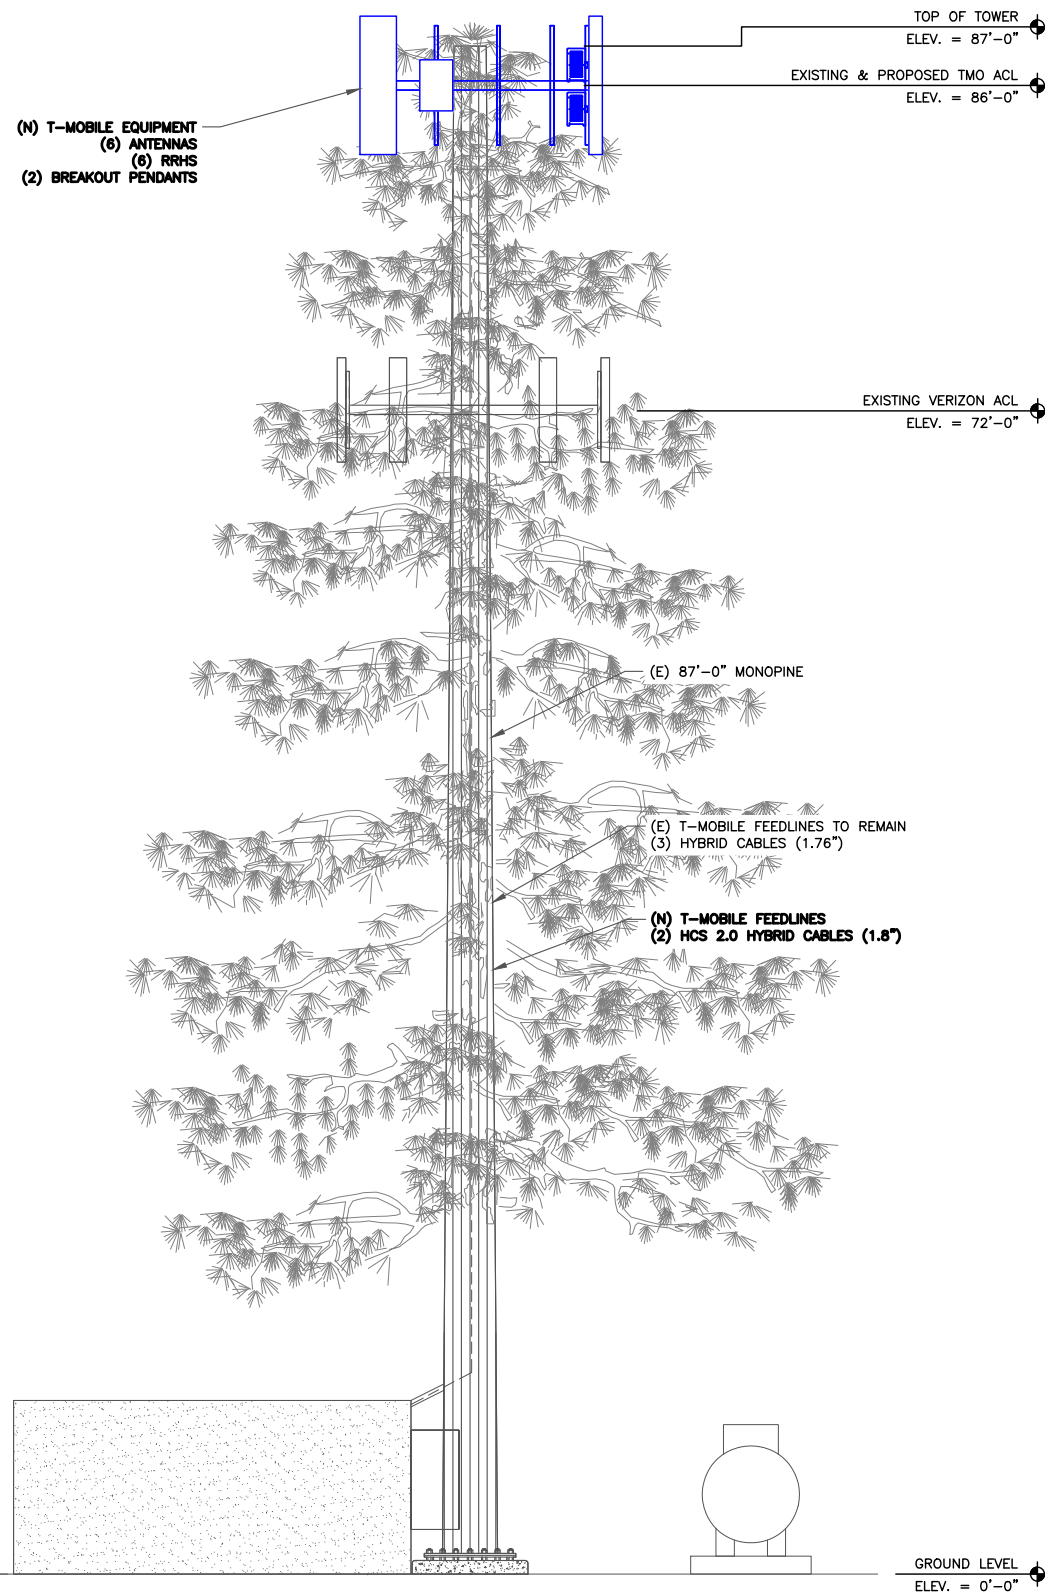 TOP OF TOWER
ELEV. = 87'-0"
EXISTING & PROPOSED TMO ACL
ELEV. = 86'-0"
(N) T-MOBILE EQUIPMENT
(6) ANTENNAS
(6) RRHS
(2) BREAKOUT PENDANTS
EXISTING VERIZON ACL
ELEV. = 72'-0"
(E) 87'-0" MONOPINE
(E) T-MOBILE FEEDLINES TO REMAIN
(3) HYBRID CABLES (1.76")
(N) T-MOBILE FEEDLINES
(2) HCS 2.0 HYBRID CABLES (1.8")
GROUND LEVEL
ELEV. = 0'-0"